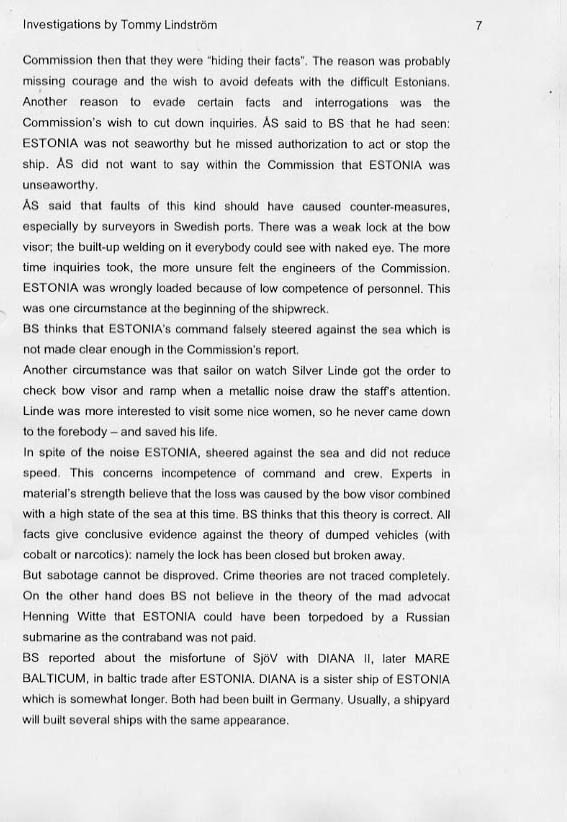 Investigations by Tommy Lindström 7
Commission then that they were "hiding their facts". The reason was probably
missing courage and the wish to avoid defeats with the difficult Estonians.
Another reason to evade certain facts and interrogations was the
Commission's wish to cut down inquiries. ÅS said to BS that he had seen:
ESTONIA was not seaworthy but he missed authorization to act or stop the
ship. ÅS did not want to say within the Commission that ESTONIA was
unseaworthy.
ÅS said that faults of this kind should have caused counter-measures,
especially by surveyors in Swedish ports. There was a weak lock at the bow
visor; the built-up welding on it everybody could see with naked eye. The more
time inquiries took, the more unsure felt the engineers of the Commission.
ESTONIA was wrongly loaded because of low competence of personnel. This
was one circumstance at the beginning of the shipwreck.
BS thinks that ESTONIA's command falsely steered against the sea which is
not made clear enough in the Commission's report.
Another circumstance was that sailor on watch Silver Linde got the order to
check bow visor and ramp when a metallic noise draw the staff's attention.
Linde was more interested to visit some nice women, so he never came down
to the forebody – and saved his life.
In spite of the noise ESTONIA, sheered against the sea and did not reduce
speed. This concerns incompetence of command and crew. Experts in
material's strength believe that the loss was caused by the bow visor combined
with a high state of the sea at this time. BS thinks that this theory is correct. All
facts give conclusive evidence against the theory of dumped vehicles (with
cobalt or narcotics): namely the lock has been closed but broken away.
But sabotage cannot be disproved. Crime theories are not traced completely.
On the other hand does BS not believe in the theory of the mad advocat
Henning Witte that ESTONIA could have been torpedoed by a Russian
submarine as the contraband was not paid.
BS reported about the misfortune of SjöV with DIANA II, later MARE
BALTICUM, in baltic trade after ESTONIA. DIANA is a sister ship of ESTONIA
which is somewhat longer. Both had been built in Germany. Usually, a shipyard
will built several ships with the same appearance.